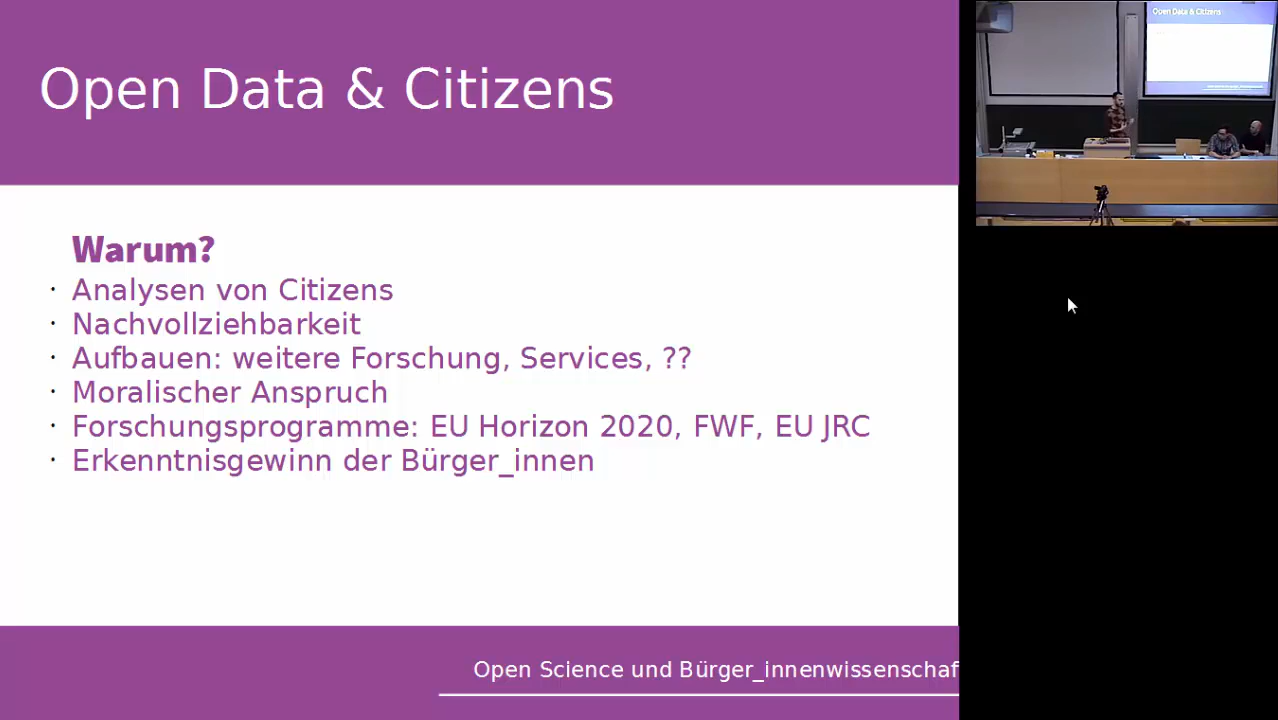 Open Data & Citizens
Warum?
· Analysen von Citizens
· Nachvollziehbarkeit
· Aufbauen: weitere Forschung, Services, ??
· Moralischer Anspruch
· Forschungsprogramme: EU Horizon 2020, FWF, EU JRC
· Erkenntnisgewinn der Bürger_innen
Open Science und Bürger_innenwissenschaf
Open Data & Citizens